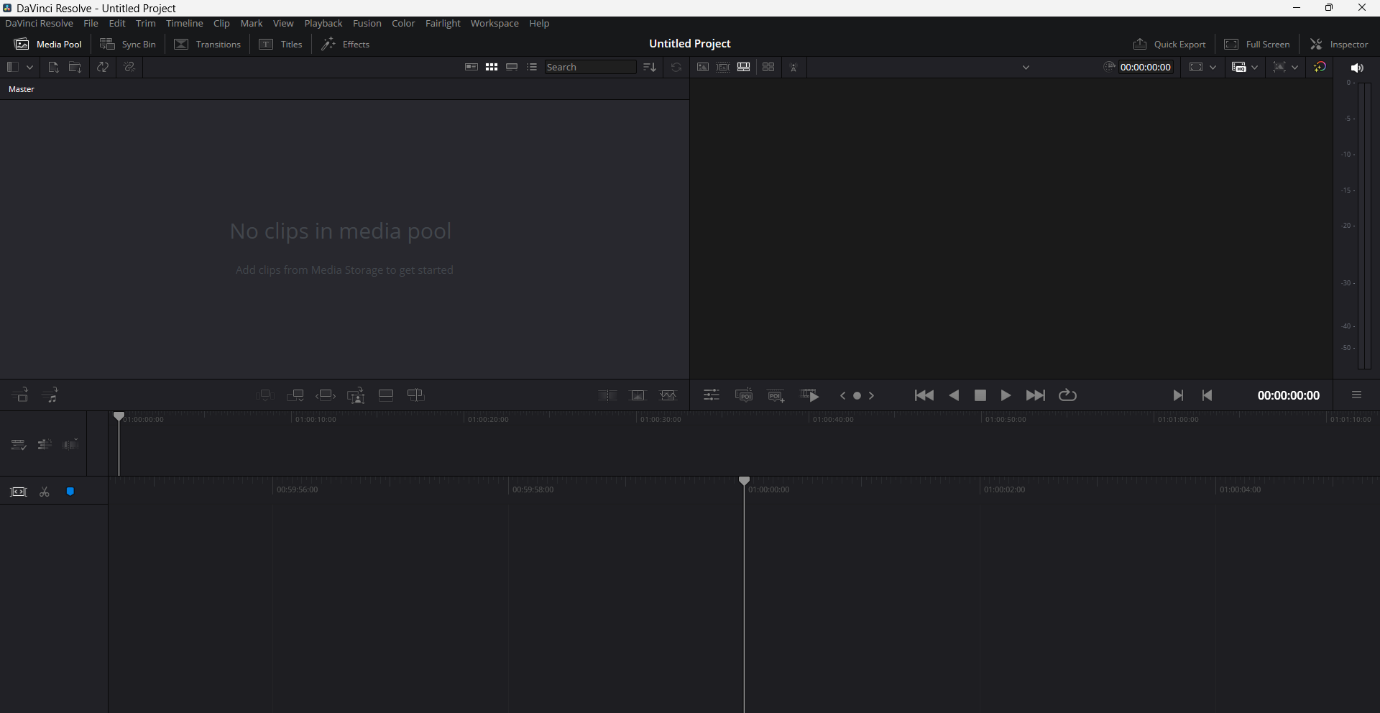 DaVinci Resolve - Untitled Project
DaVinci Resolve File Edit Trim Timeline Clip Mark View Playback Fusion Color Fairlight Workspace Help
Media Pool Sync Bin Transitions Titles Effects Untitled Project Quick Export Full Screen Inspector
Search 00:00:00:00
Master
0
-5
-10
-15
No clips in media pool
-20
Add clips from Media Storage to get started
-30
-40
-50
00:00:00:00
01:00:00:00 01:00:10:00 01:00:20:00 01:00:30:00 01:00:40:00 01:00:50:00 01:01:00:00 01:01:10:00
00:59:56:00 00:59:58:00 01:00:00:00 01:00:02:00 01:00:04:00